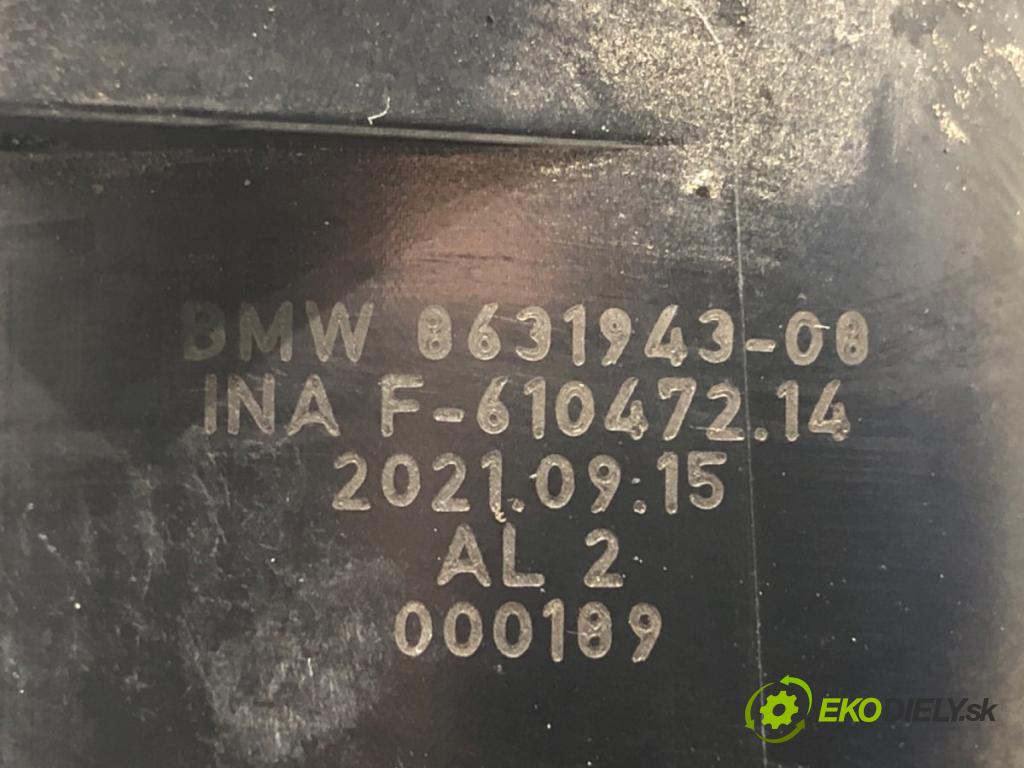 BMW 8631943-08
INA F-610472.14
2021.09.15
AL 2
000189
EKODIELY.sk